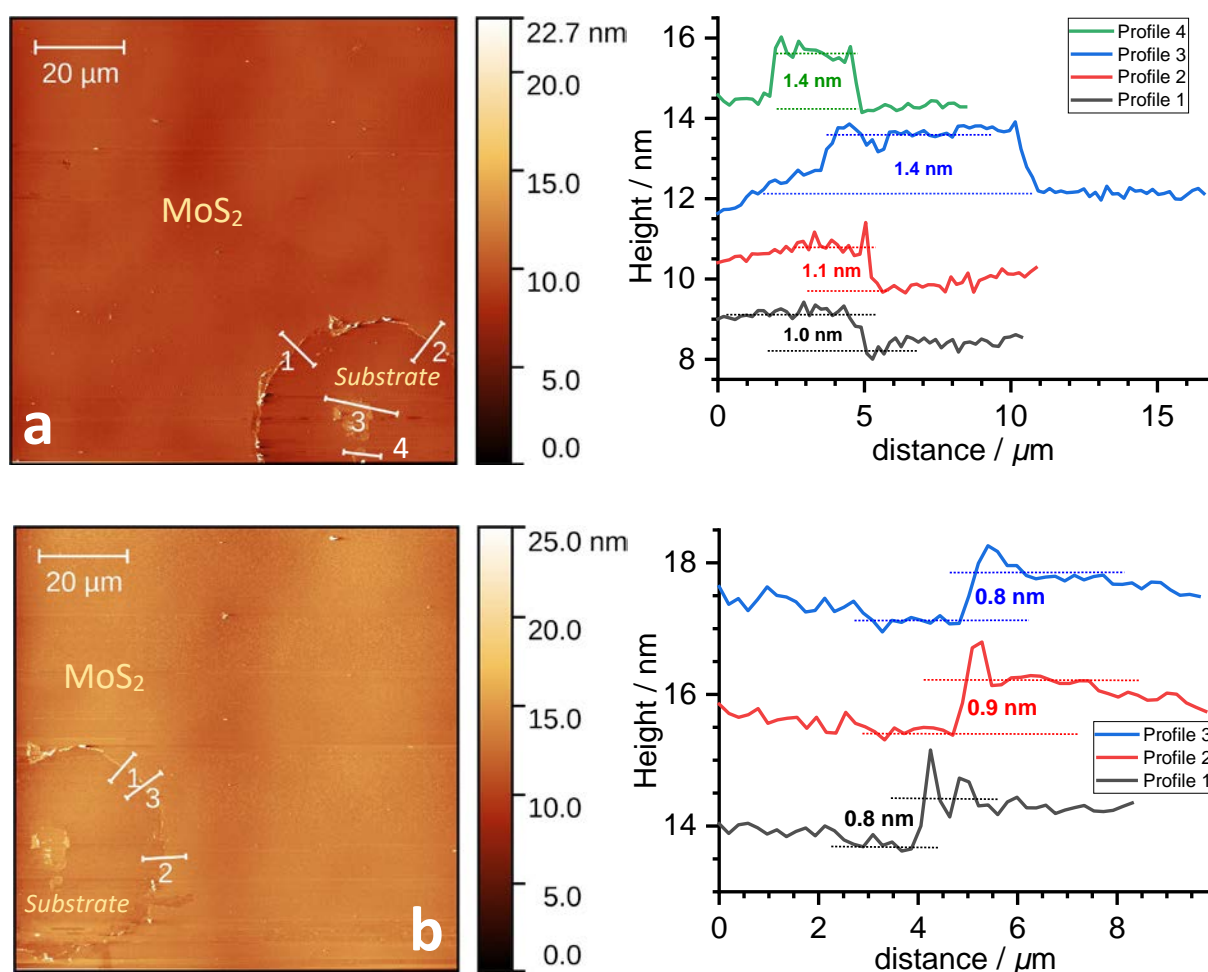 20 µm
MoS₂
1
2
Substrate
3
4
a
22.7 nm
20.0
15.0
10.0
5.0
0.0
Height / nm
16
14
12
10
8
1.4 nm
1.4 nm
1.1 nm
1.0 nm
Profile 4
Profile 3
Profile 2
Profile 1
0
5
10
15
distance / µm
20 µm
MoS₂
1
3
2
Substrate
b
25.0 nm
20.0
15.0
10.0
5.0
0.0
Height / nm
18
16
14
0.8 nm
0.9 nm
0.8 nm
Profile 3
Profile 2
Profile 1
0
2
4
6
8
distance / µm